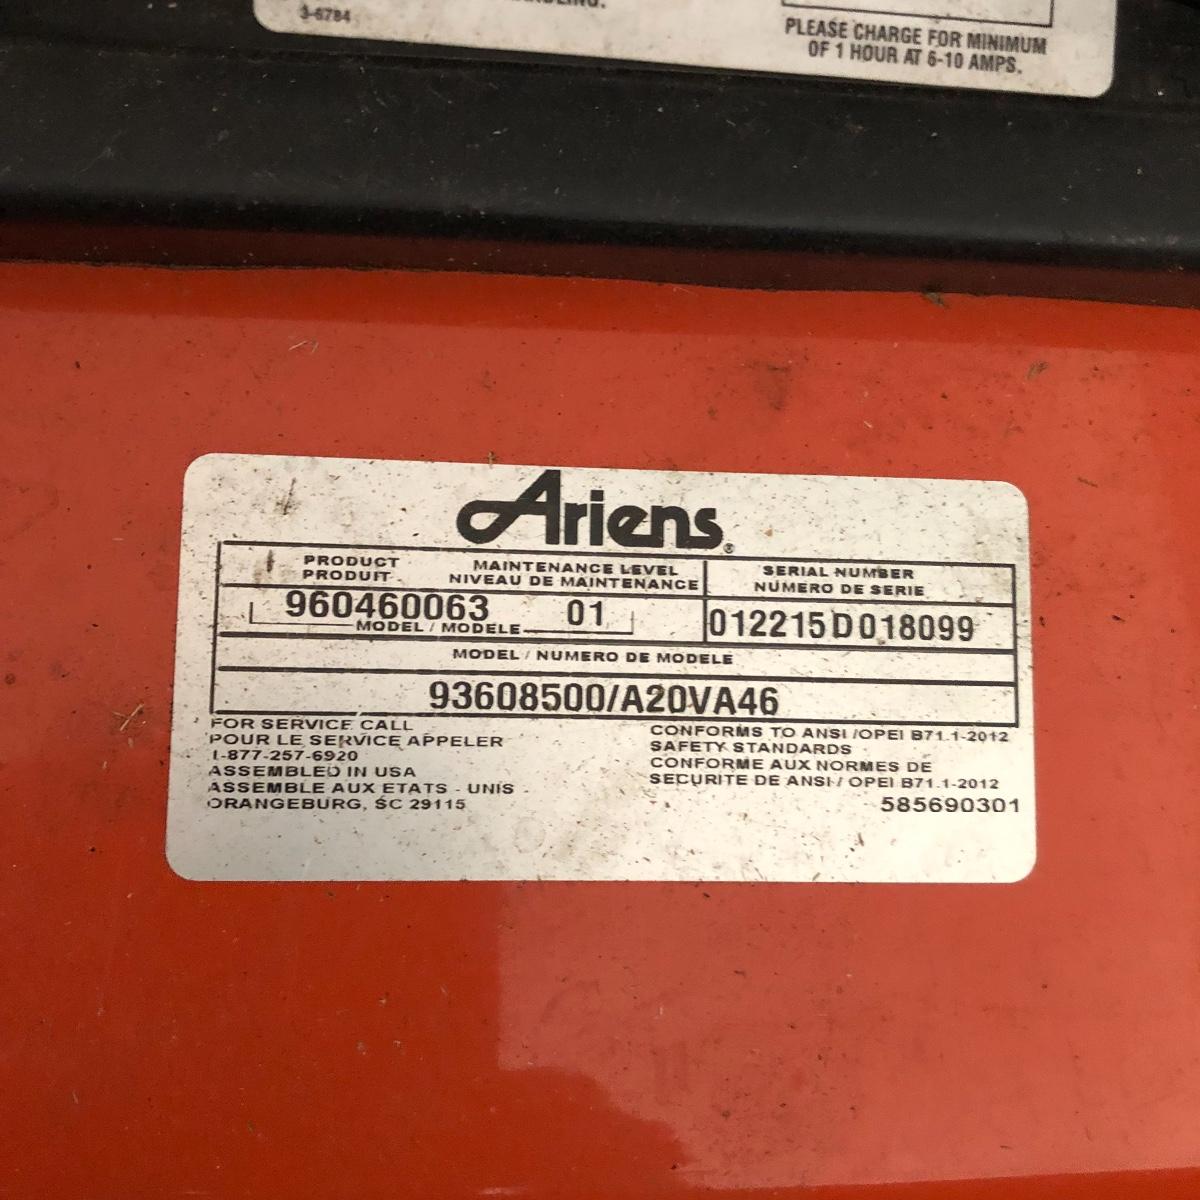 3-6784
PLEASE CHARGE FOR MINIMUM
OF 1 HOUR AT 6-10 AMPS.
Ariens®
PRODUCT MAINTENANCE LEVEL SERIAL NUMBER
PRODUIT NIVEAU DE MAINTENANCE NUMERO DE SERIE
960460063 01 012215D018099
MODEL / MODELE
MODEL / NUMERO DE MODELE
93608500/A20VA46
FOR SERVICE CALL
POUR LE SERVICE APPELER
1-877-257-6920
ASSEMBLED IN USA
ASSEMBLE AUX ETATS - UNIS
ORANGEBURG, SC 29115
CONFORMS TO ANSI /OPEI B71.1-2012
SAFETY STANDARDS
CONFORME AUX NORMES DE
SECURITE DE ANSI / OPEI B71.1-2012
585690301